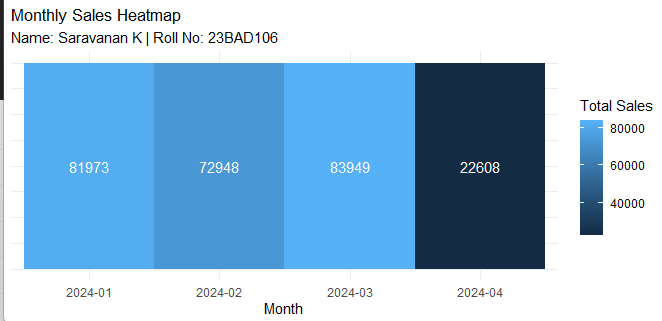 Monthly Sales Heatmap
Name: Saravanan K | Roll No: 23BAD106
81973 72948 83949 22608
2024-01 2024-02 2024-03 2024-04
Month
Total Sales
80000
60000
40000